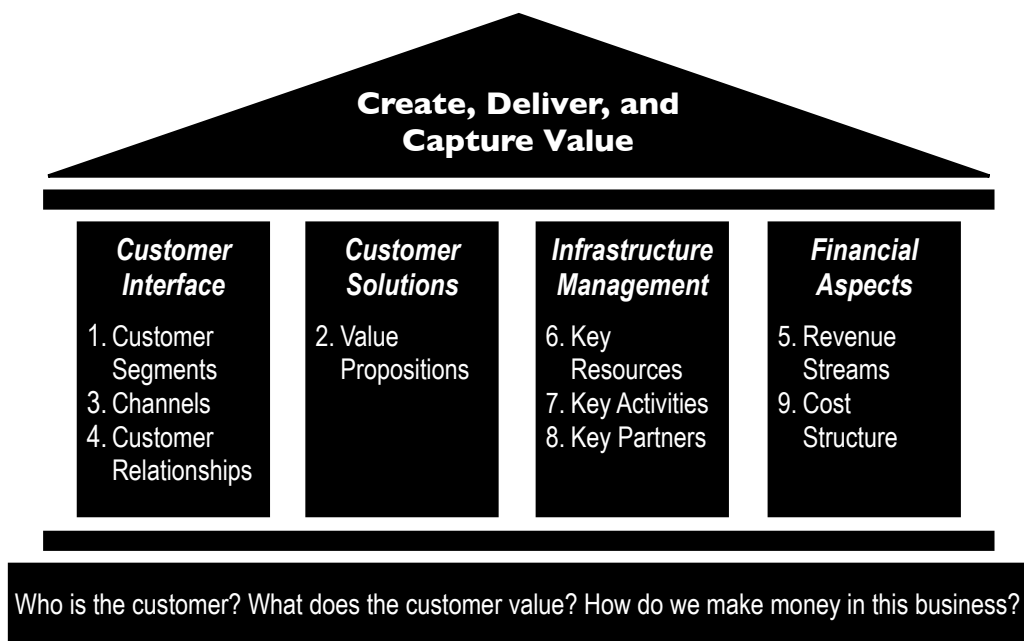 Create, Deliver, and
Capture Value
Customer
Interface
1. Customer
Segments
3. Channels
4. Customer
Relationships
Customer
Solutions
2. Value
Propositions
Infrastructure
Management
6. Key
Resources
7. Key Activities
8. Key Partners
Financial
Aspects
5. Revenue
Streams
9. Cost
Structure
Who is the customer? What does the customer value? How do we make money in this business?